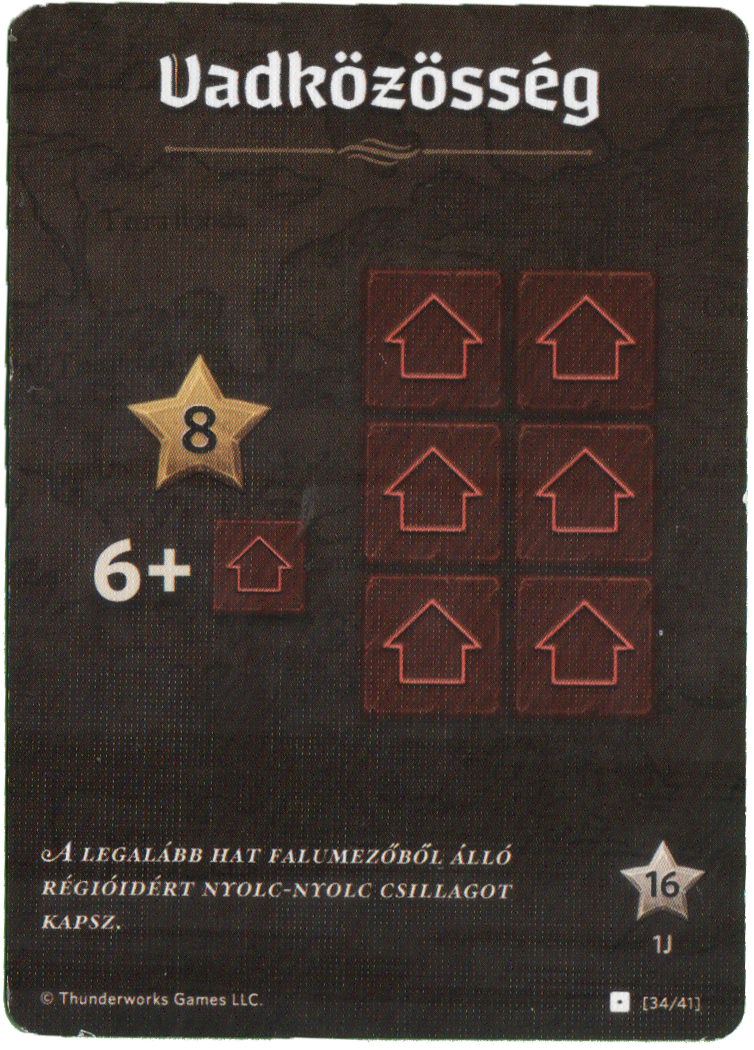 Vadközösség
8
6+
A LEGALÁBB HAT FALUMEZŐBŐL ÁLLÓ
RÉGIÓIDÉRT NYOLC-NYOLC CSILLAGOT
KAPSZ.
16
1J
© Thunderworks Games LLC.
[34/41]